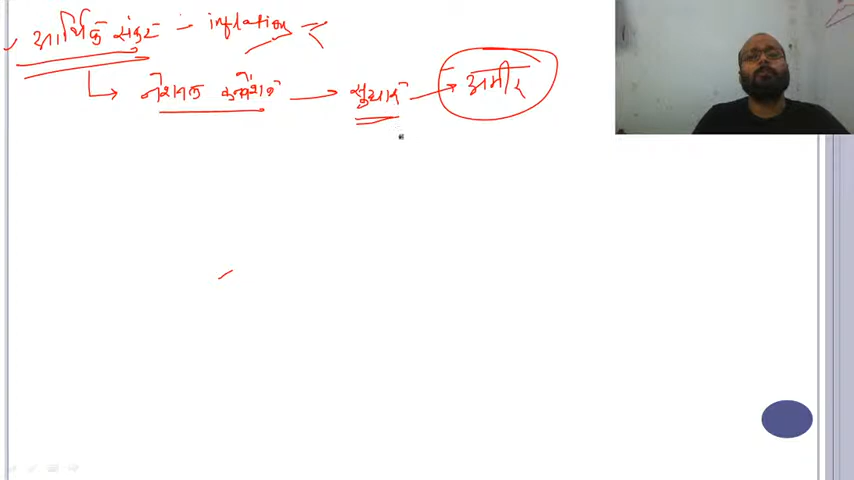 आर्थिक संकट - inflation
नेशनल कन्वेंशन → सुधार → अमीर